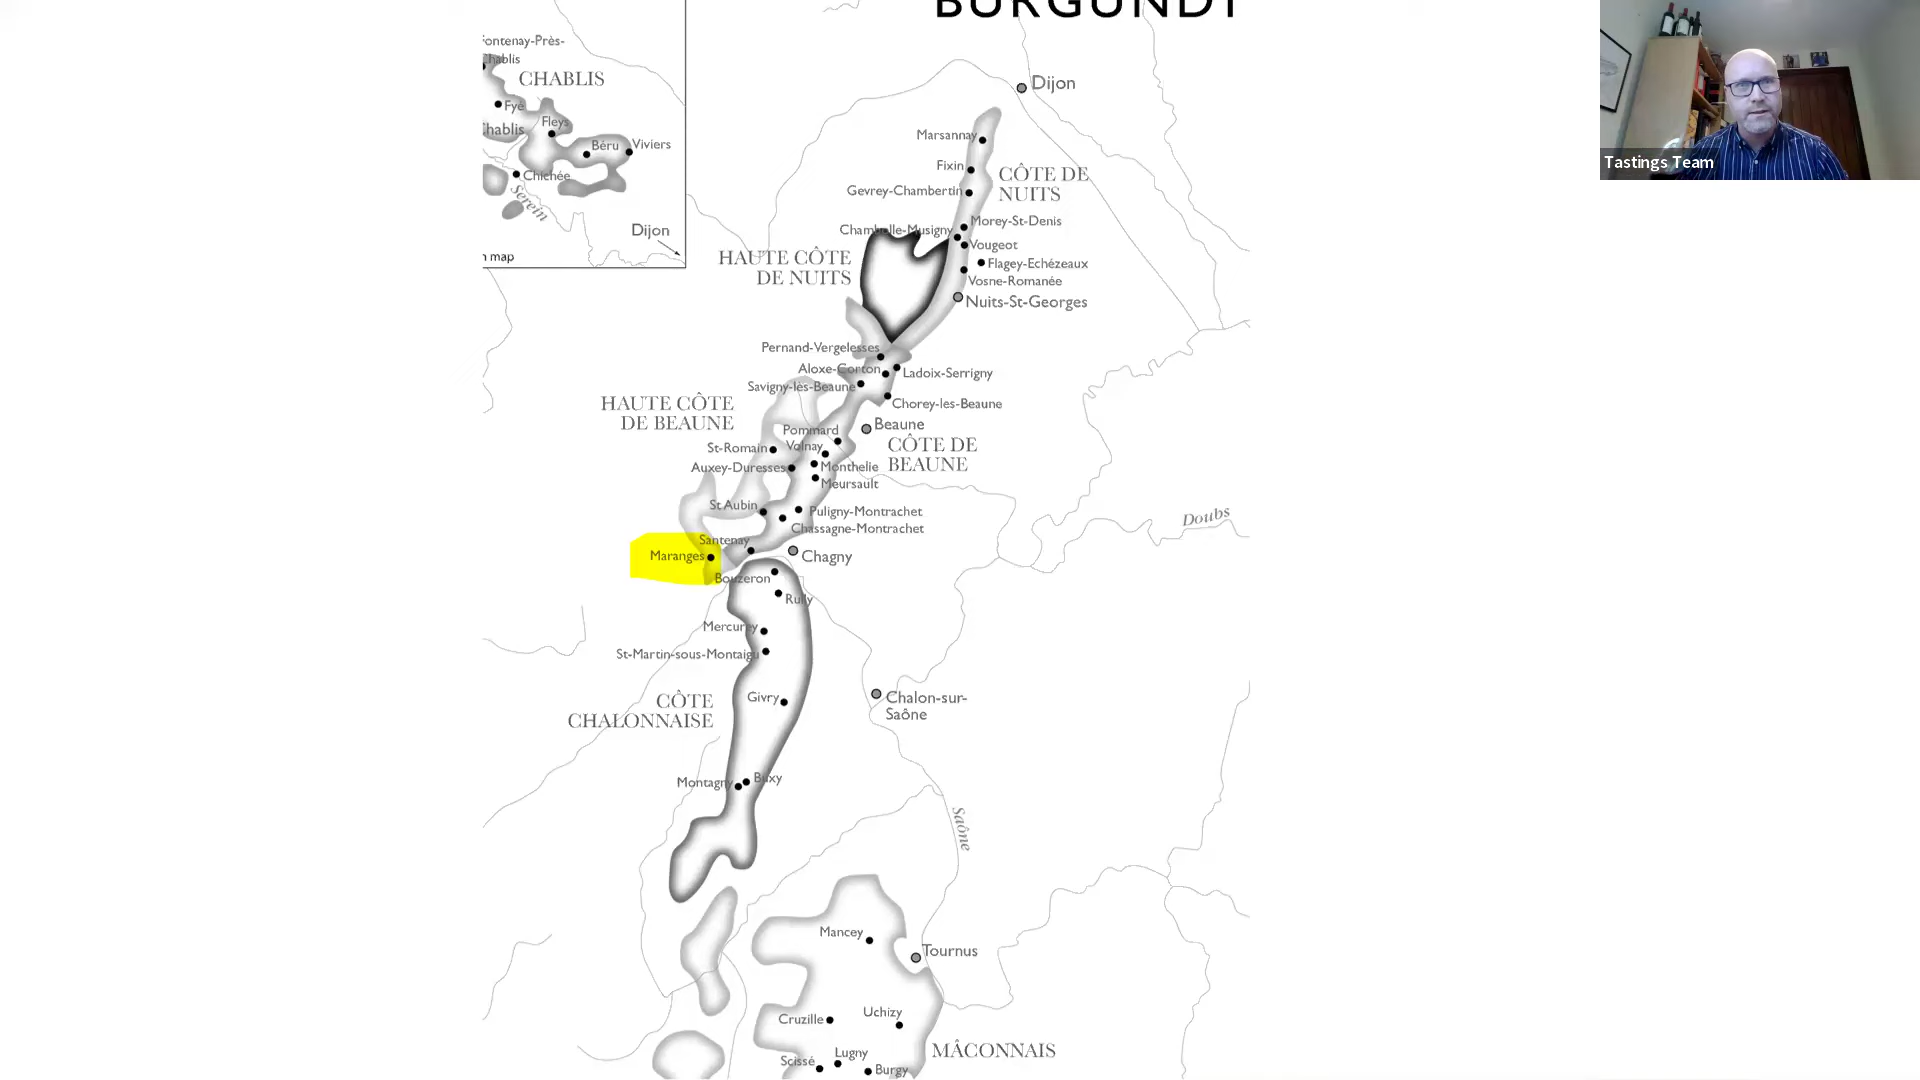 BURGUNDY
Fontenay-Près-
Chablis
CHABLIS
Fyé
Chablis
Fleys
Béru
Viviers
Chichée
Serein
Dijon
map
Dijon
Marsannay
Fixin
CÔTE DE
NUITS
Gevrey-Chambertin
Morey-St-Denis
Chambolle-Musigny
Vougeot
HAUTE CÔTE
DE NUITS
Flagey-Echézeaux
Vosne-Romanée
Nuits-St-Georges
Pernand-Vergelesses
Aloxe-Corton
Ladoix-Serrigny
Savigny-lès-Beaune
Chorey-les-Beaune
HAUTE CÔTE
DE BEAUNE
Pommard
Beaune
Volnay
CÔTE DE
BEAUNE
St-Romain
Auxey-Duresses
Monthelie
Meursault
St Aubin
Puligny-Montrachet
Chassagne-Montrachet
Doubs
Santenay
Maranges
Chagny
Bouzeron
Rully
Mercurey
St-Martin-sous-Montaigu
Givry
CÔTE
CHALONNAISE
Chalon-sur-
Saône
Montagny
Buxy
Saône
Mancey
Tournus
Cruzille
Uchizy
MÂCONNAIS
Lugny
Scissé
Burgy
Tastings Team